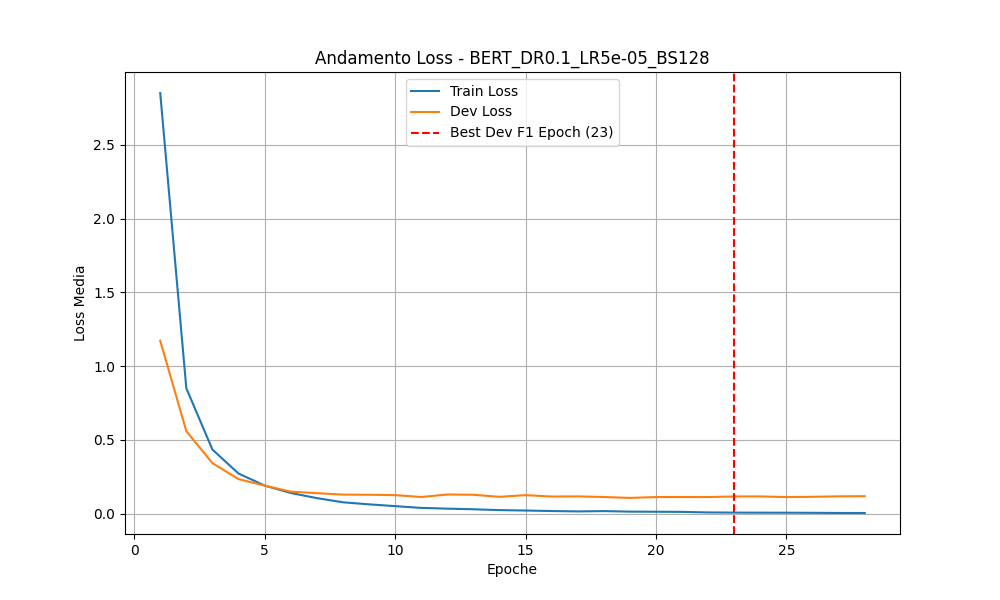 Andamento Loss - BERT_DR0.1_LR5e-05_BS128
Train Loss
Dev Loss
Best Dev F1 Epoch (23)
Loss Media
2.5
2.0
1.5
1.0
0.5
0.0
0 5 10 15 20 25
Epoche